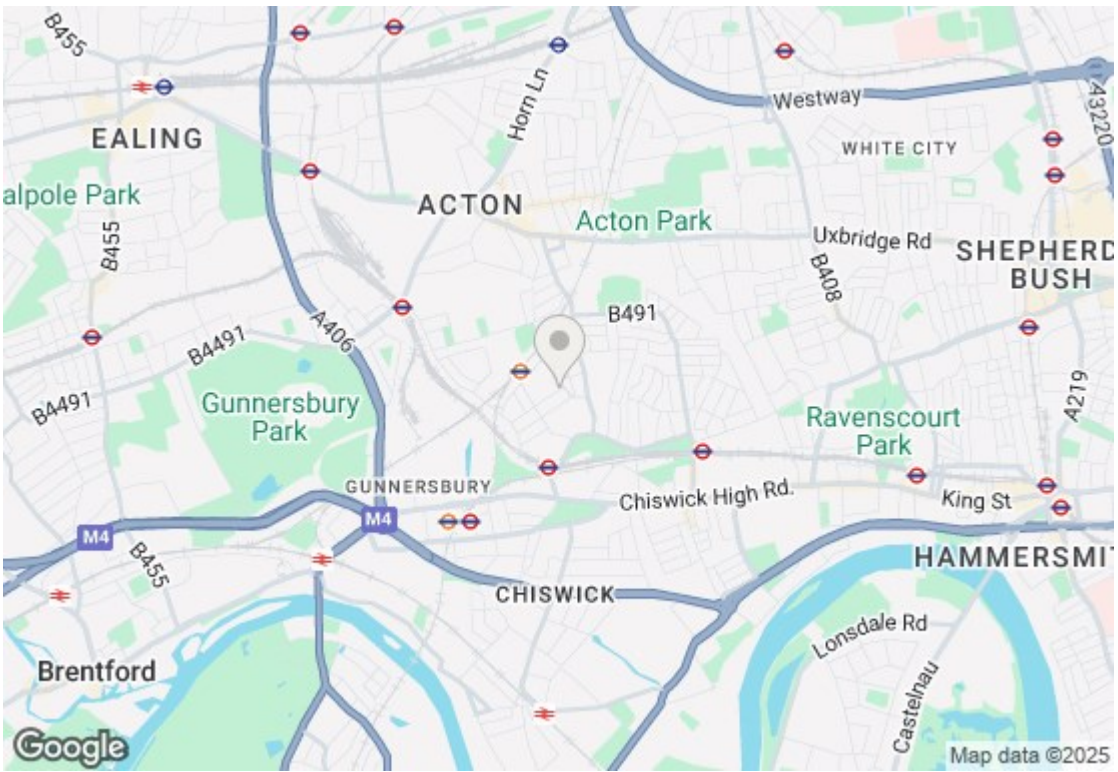 B455
Horn Ln
Westway
A3220
EALING
WHITE CITY
alpole Park
ACTON
Acton Park
Uxbridge Rd
B455
SHEPHERD
BUSH
B408
B491
A406
B4491
B4491
A219
Gunnersbury
Park
Ravenscourt
Park
GUNNERSBURY
Chiswick High Rd.
King St
M4
M4
B455
HAMMERSMIT
CHISWICK
Lonsdale Rd
Brentford
Castelnau
Google
Map data ©2025